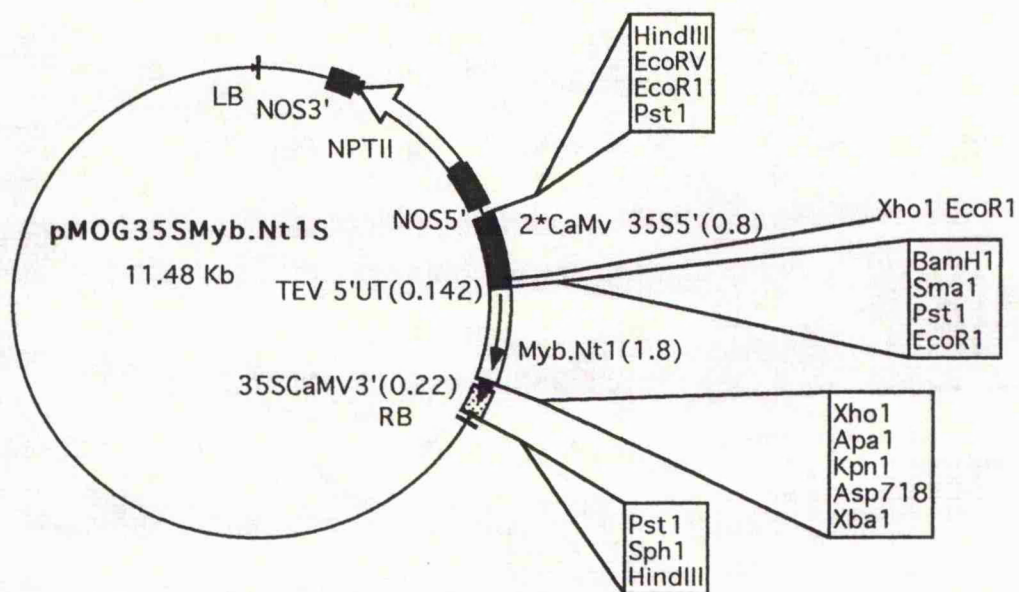 HindIII
EcoRV
EcoR1
Pst1
LB
NOS3'
NPTII
NOS5'
2*CaMv 35S5'(0.8)
Xho1 EcoR1
pMOG35SMyb.Nt1S
11.48 Kb
BamH1
Sma1
Pst1
EcoR1
TEV 5'UT(0.142)
Myb.Nt1(1.8)
35SCaMV3'(0.22)
RB
Xho1
Apa1
Kpn1
Asp718
Xba1
Pst1
Sph1
HindIII